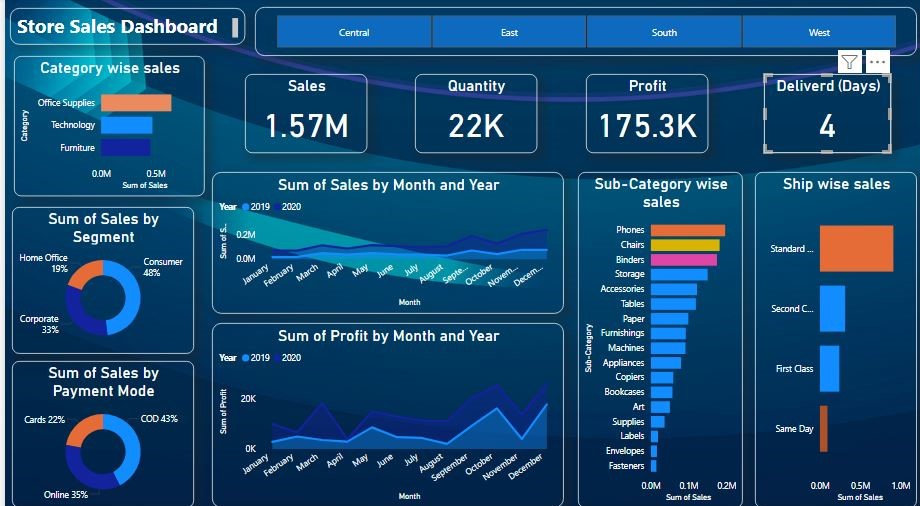 Store Sales Dashboard
Central
East
South
West
Category wise sales
Category
Office Supplies
Technology
Furniture
0.0M
0.5M
Sum of Sales
Sales
1.57M
Quantity
22K
Profit
175.3K
Deliverd (Days)
4
Sum of Sales by
Segment
Home Office
19%
Consumer
48%
Corporate
33%
Sum of Sales by
Payment Mode
Cards 22%
COD 43%
Online 35%
Sum of Sales by Month and Year
Year 2019 2020
Sum of S...
0.2M
0.0M
January
February
March
April
May
June
July
August
Septe...
October
Novem...
Decem...
Month
Sum of Profit by Month and Year
Year 2019 2020
Sum of Profit
20K
0K
January
February
March
April
May
June
July
August
September
October
November
December
Month
Sub-Category wise
sales
Sub-Category
Phones
Chairs
Binders
Storage
Accessories
Tables
Paper
Furnishings
Machines
Appliances
Copiers
Bookcases
Art
Supplies
Labels
Envelopes
Fasteners
0.0M
0.1M
0.2M
Sum of Sales
Ship wise sales
Standard ...
Second C...
First Class
Same Day
0.0M
0.5M
1.0M
Sum of Sales